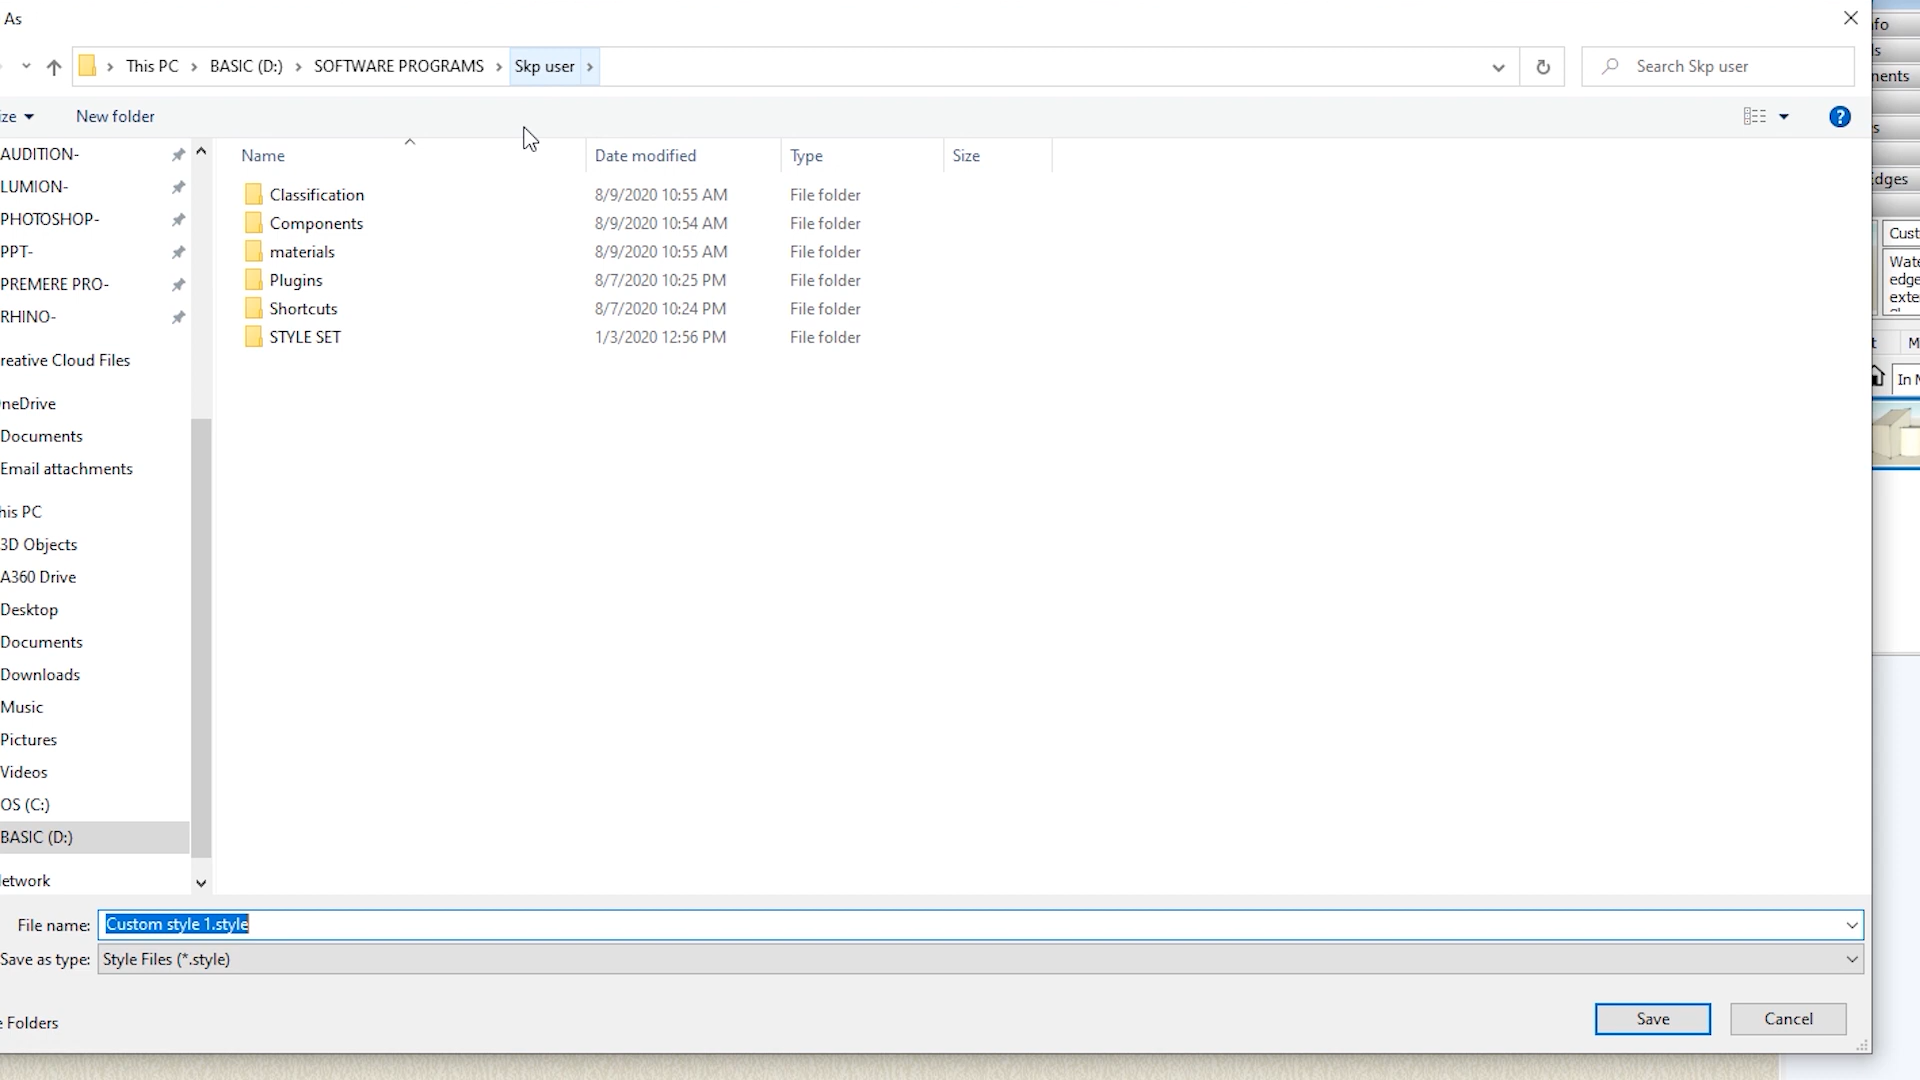 As
This PC > BASIC (D:) > SOFTWARE PROGRAMS > Skp user >
Search Skp user
New folder
Name
Date modified
Type
Size
AUDITION-
LUMION-
PHOTOSHOP-
PPT-
PREMERE PRO-
RHINO-
reative Cloud Files
neDrive
Documents
Email attachments
his PC
3D Objects
A360 Drive
Desktop
Documents
Downloads
Music
Pictures
Videos
OS (C:)
BASIC (D:)
etwork
Classification 8/9/2020 10:55 AM File folder
Components 8/9/2020 10:54 AM File folder
materials 8/9/2020 10:55 AM File folder
Plugins 8/7/2020 10:25 PM File folder
Shortcuts 8/7/2020 10:24 PM File folder
STYLE SET 1/3/2020 12:56 PM File folder
File name: Custom style 1.style
Save as type: Style Files (*.style)
Folders
Save
Cancel
nents
dges
Cust
Wate
edge
exte
In